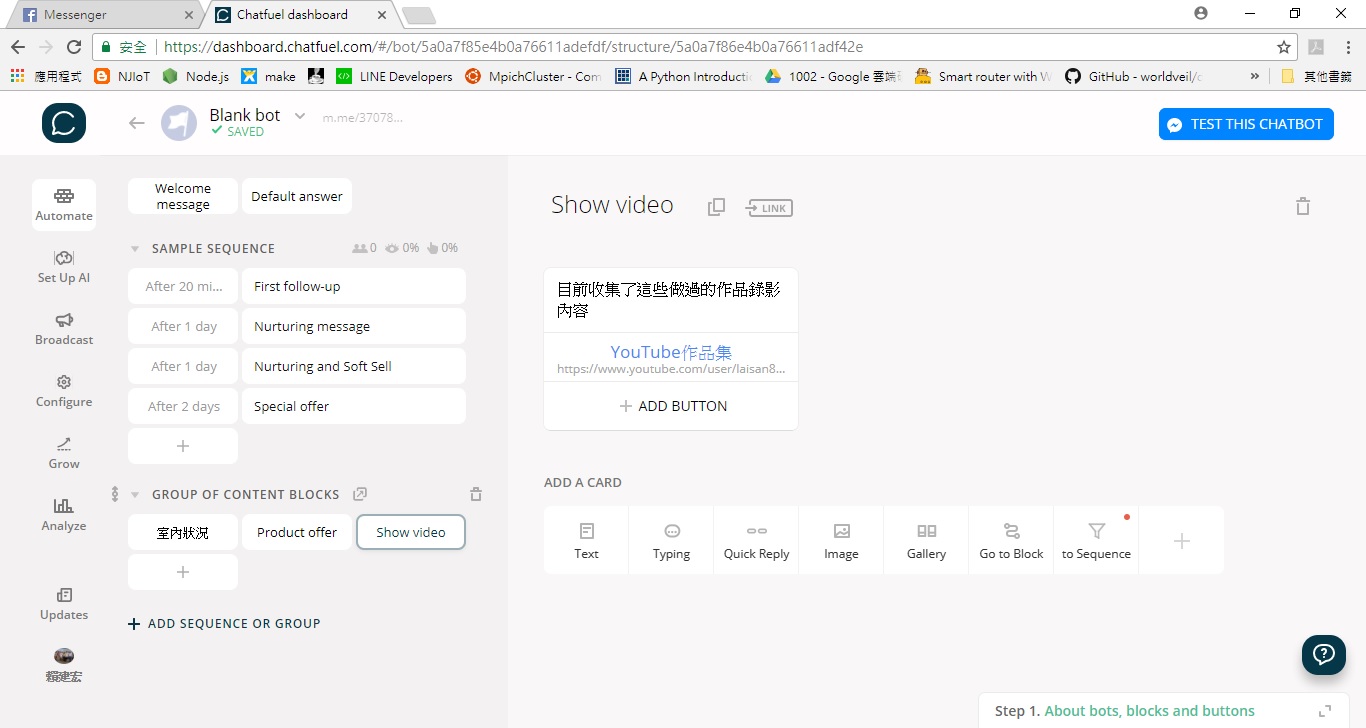 Messenger
Chatfuel dashboard
安全 https://dashboard.chatfuel.com/#/bot/5a0a7f85e4b0a76611adefdf/structure/5a0a7f86e4b0a76611adf42e
應用程式 NJIoT Node.js make LINE Developers MpichCluster - Com A Python Introductic 1002 - Google 雲端 Smart router with GitHub - worldveil/ » 其他書籤
Blank bot m.me/37078...
SAVED
TEST THIS CHATBOT
Automate
Set Up AI
Broadcast
Configure
Grow
Analyze
Updates
賴建宏
Welcome
message
Default answer
SAMPLE SEQUENCE 0 0% 0%
After 20 mi... First follow-up
After 1 day Nurturing message
After 1 day Nurturing and Soft Sell
After 2 days Special offer
+
GROUP OF CONTENT BLOCKS
室內狀況 Product offer Show video
+
+ ADD SEQUENCE OR GROUP
Show video LINK
目前收集了這些做過的作品錄影
內容
YouTube作品集
https://www.youtube.com/user/laisan8...
+ ADD BUTTON
ADD A CARD
Text Typing Quick Reply Image Gallery Go to Block to Sequence +
Step 1. About bots, blocks and buttons